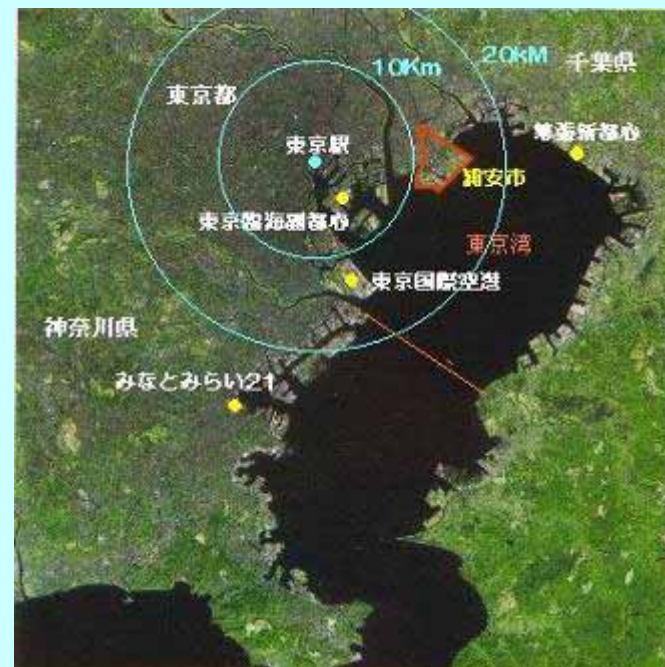 10Km
20kM
千葉県
東京都
東京駅
幕張新都心
浦安市
東京臨海副都心
東京湾
東京国際空港
神奈川県
みなとみらい21